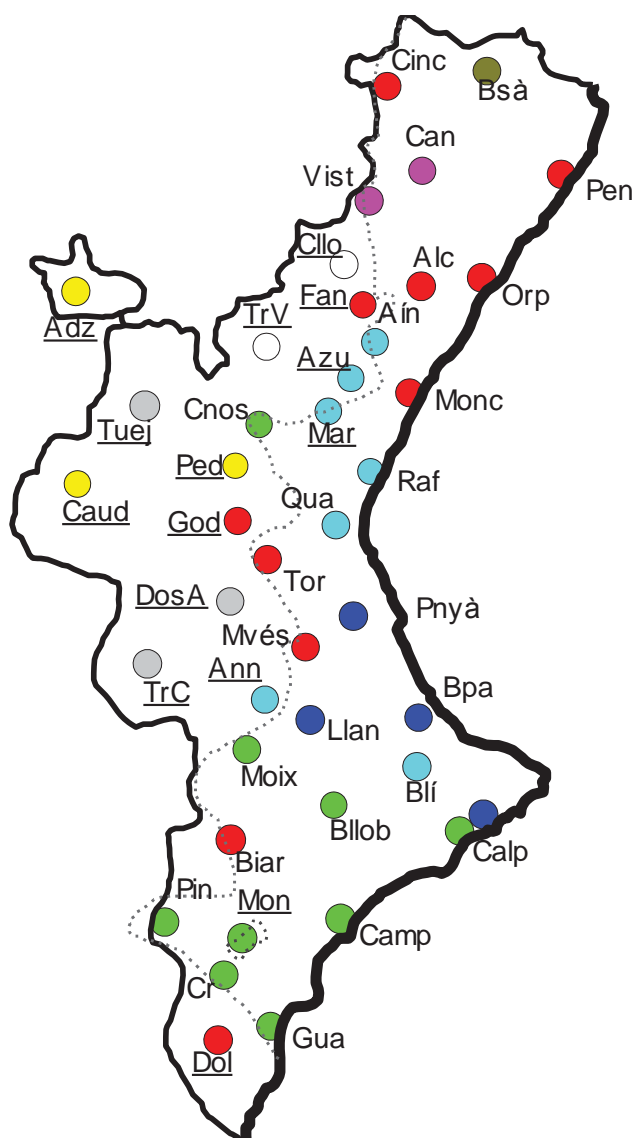 Cinc
Bsà
Can
Vist
Pen
Cllo
Alc
Fan
Orp
Adz
TrV
Aín
Azu
Monc
Tuej
Cnos
Mar
Ped
Raf
Caud
Qua
God
Tor
DosA
Pnyà
Mvés
Ann
Bpa
TrC
Llan
Moix
Blí
Bllob
Calp
Biar
Pin
Mon
Camp
Cr
Gua
Dol